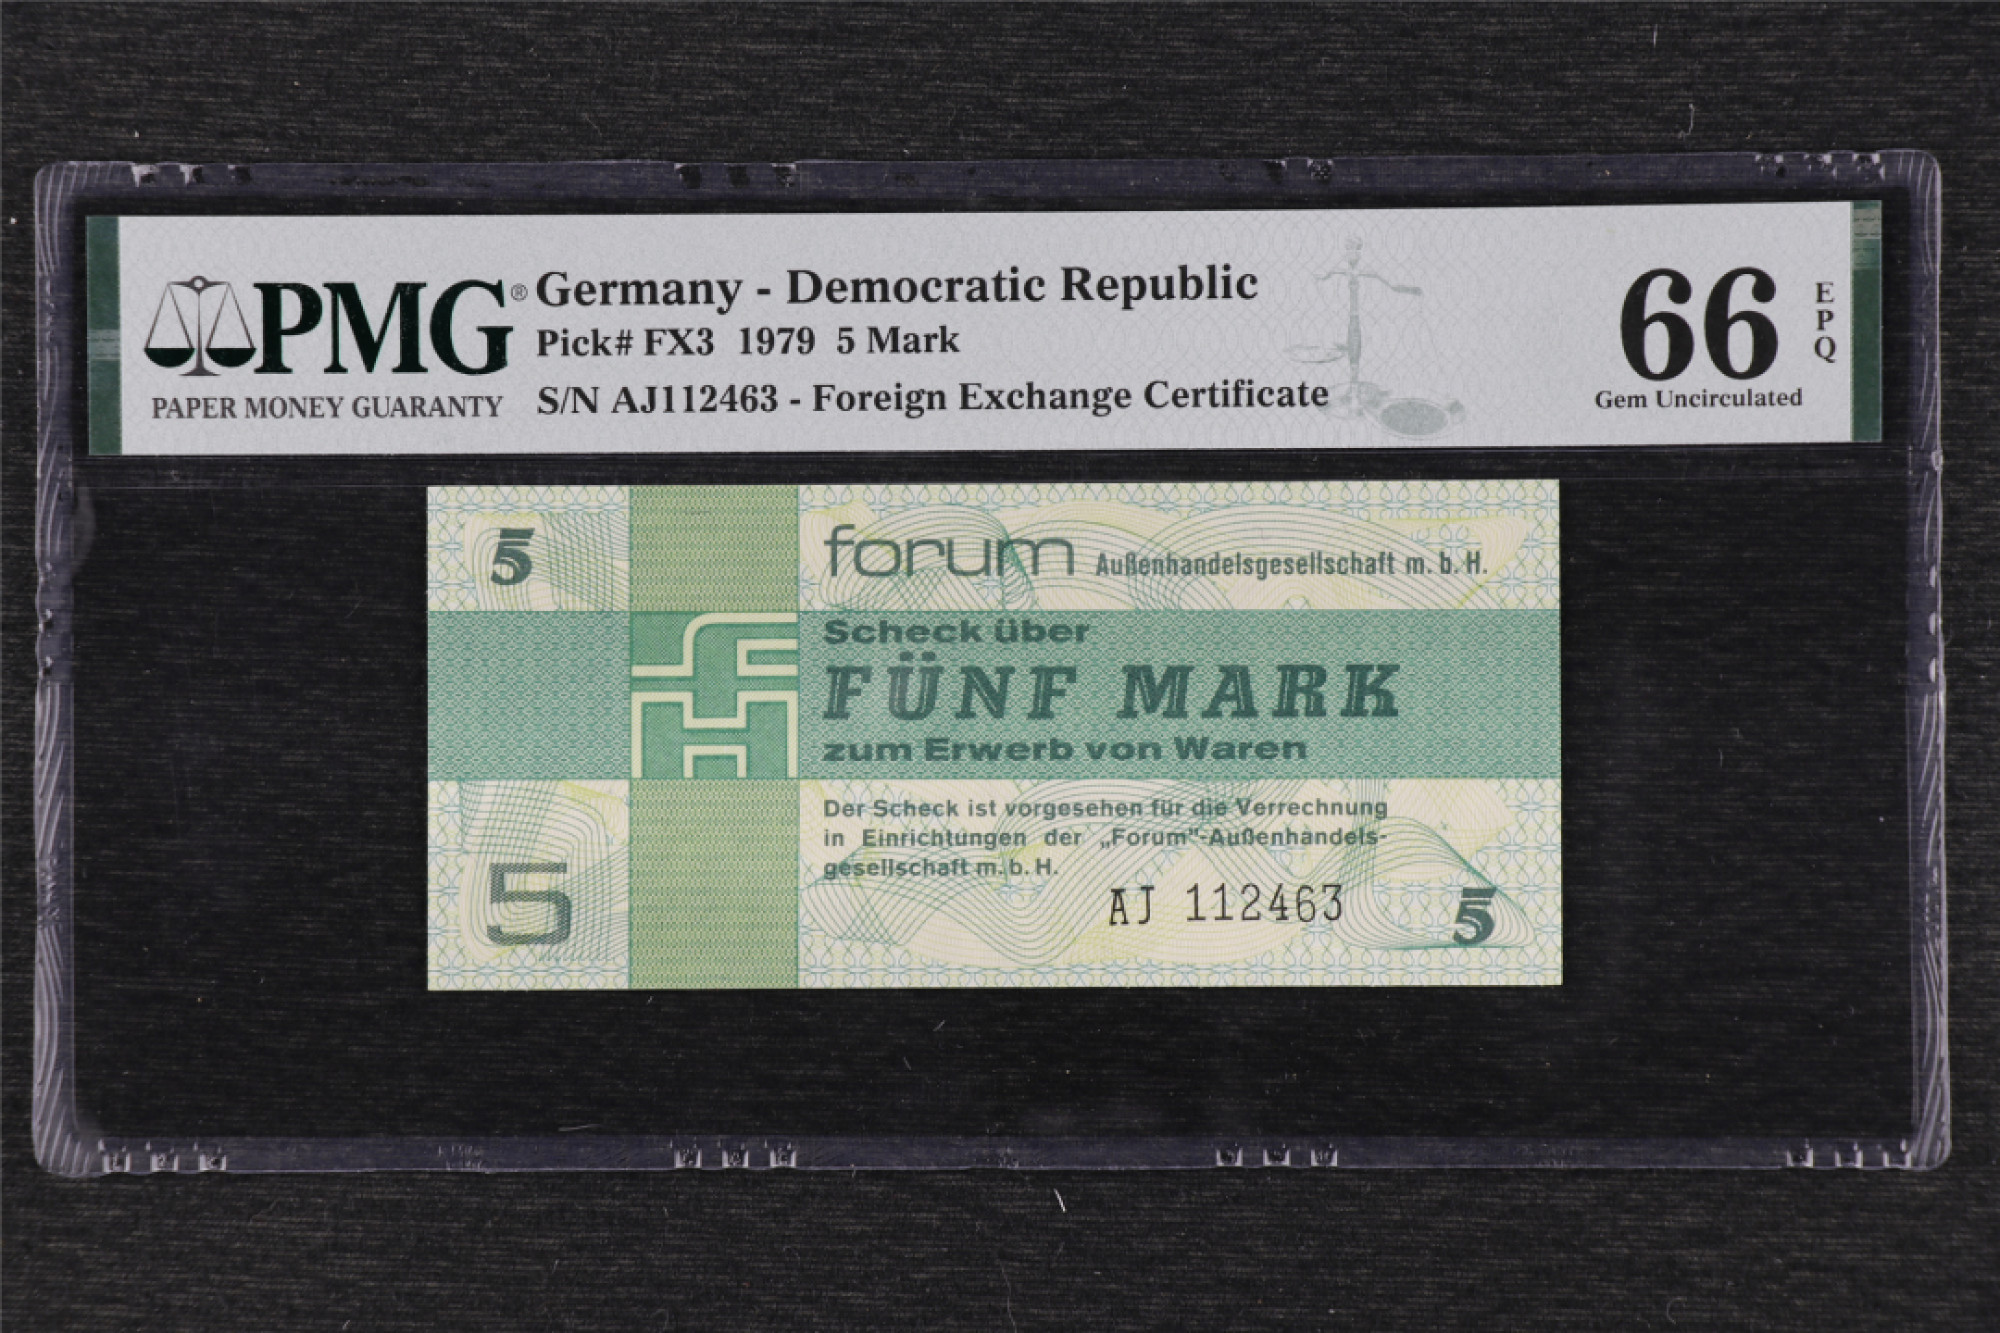 PMG®
PAPER MONEY GUARANTY
Germany - Democratic Republic
Pick# FX3 1979 5 Mark
S/N AJ112463 - Foreign Exchange Certificate
66
EPQ
Gem Uncirculated
5
forum Außenhandelsgesellschaft m. b. H.
Scheck über
FÜNF MARK
zum Erwerb von Waren
Der Scheck ist vorgesehen für die Verrechnung
in Einrichtungen der „Forum"-Außenhandels-
gesellschaft m. b. H.
5
AJ 112463
5